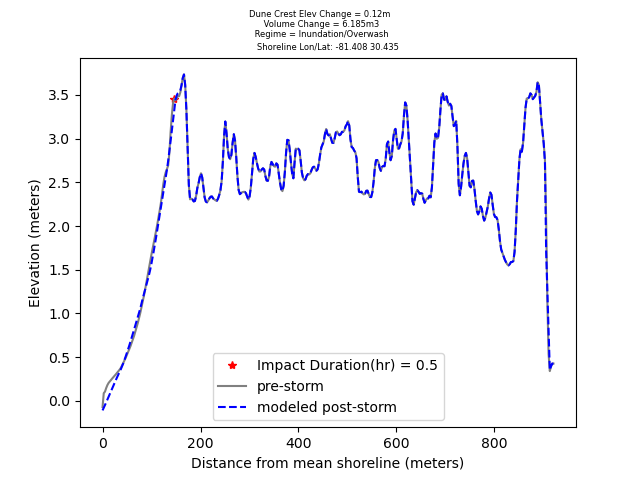 Dune Crest Elev Change = 0.12m
Volume Change = 6.185m3
Regime = Inundation/Overwash
Shoreline Lon/Lat: -81.408 30.435
3.5
3.0
2.5
2.0
1.5
1.0
0.5
0.0
Elevation (meters)
Impact Duration(hr) = 0.5
pre-storm
modeled post-storm
0 200 400 600 800
Distance from mean shoreline (meters)